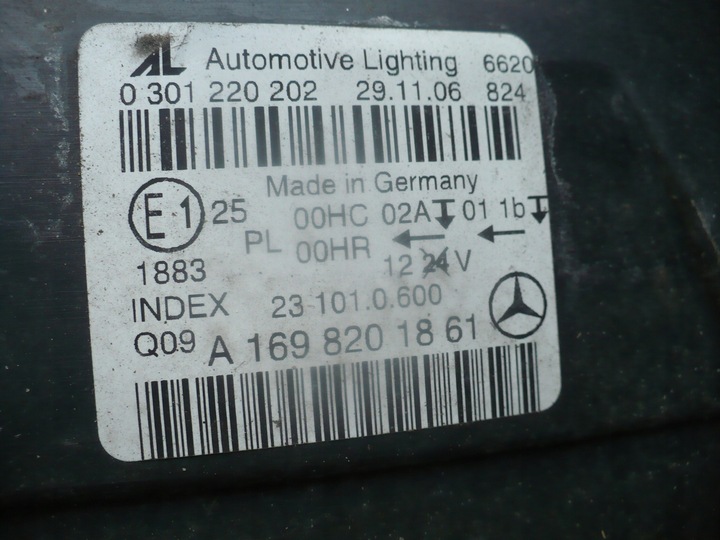 AL Automotive Lighting 6620
0 301 220 202 29.11.06 824
Made in Germany
E1 25 00HC 02A 01 1b
PL 00HR
1883 12 24 V
INDEX 23 101.0.600
Q09 A 169 820 18 61